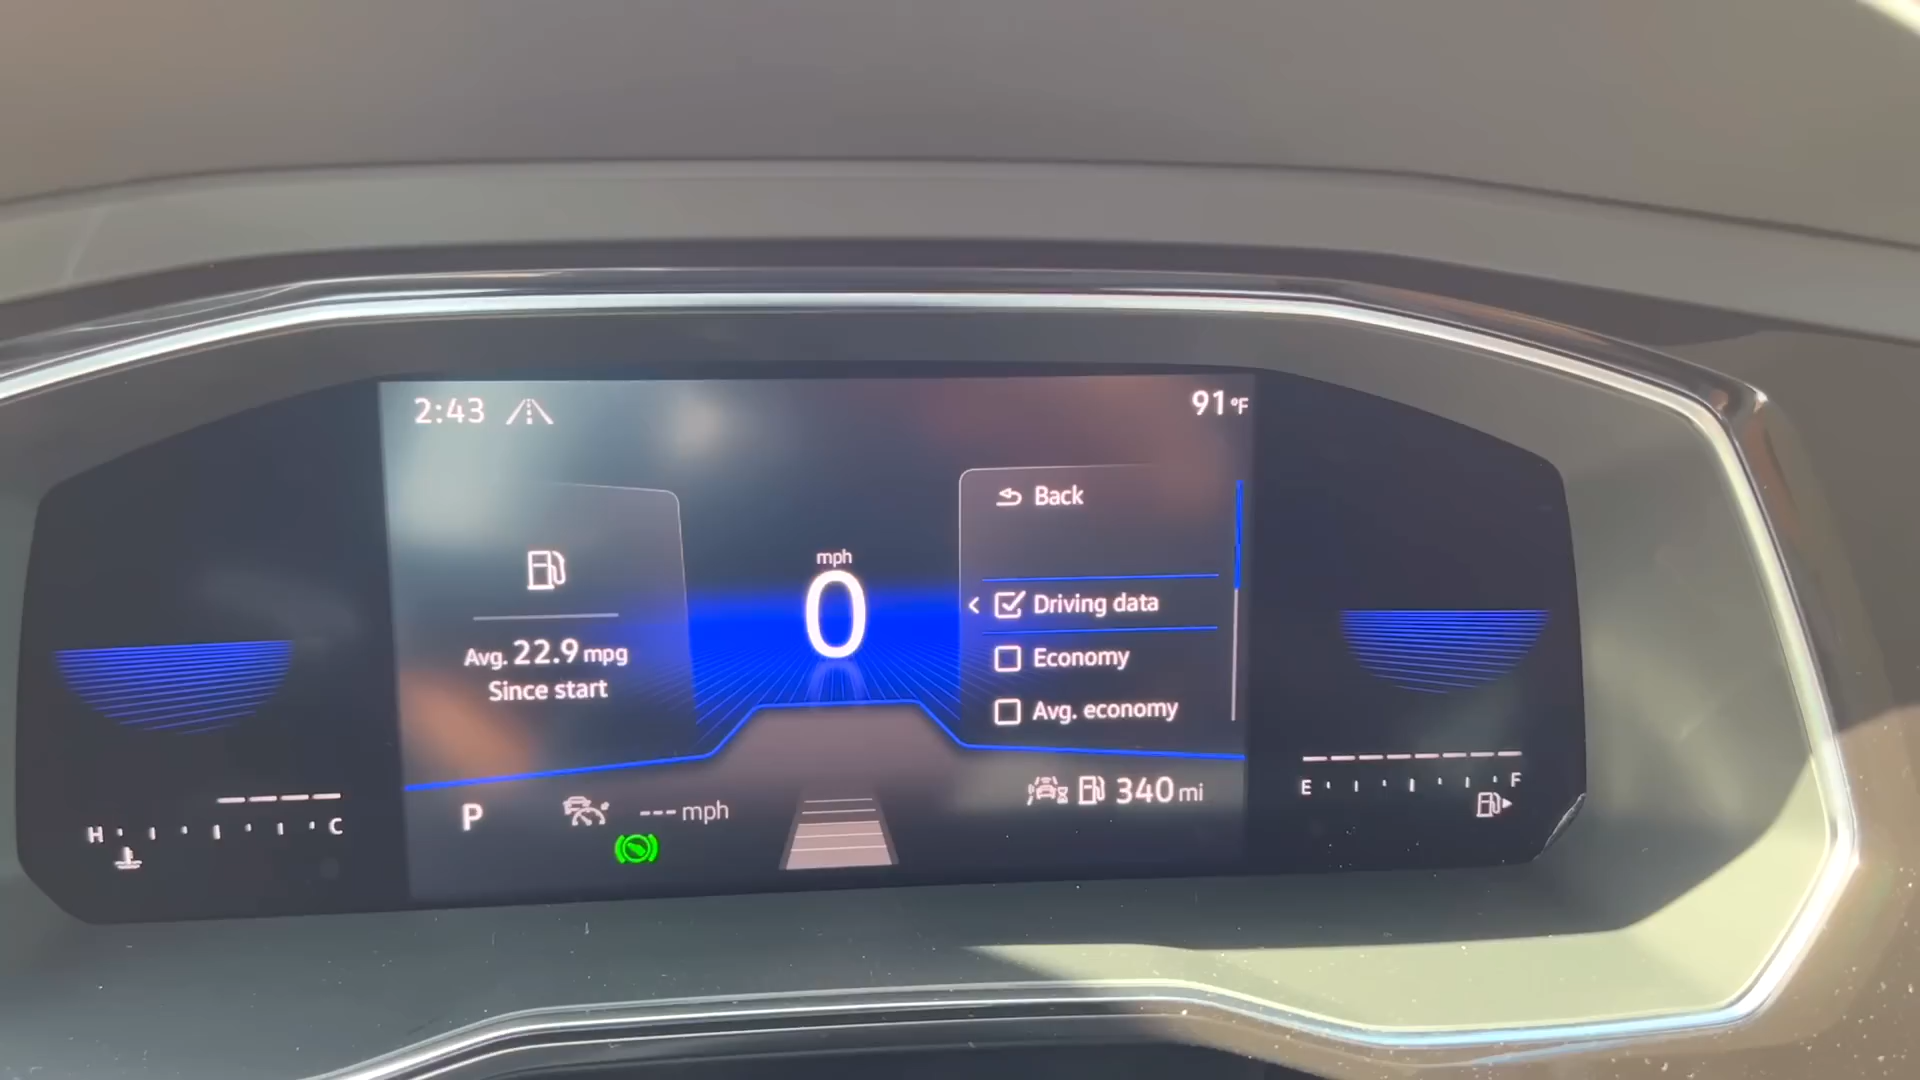 2:43
91°F
Back
mph
0
Driving data
Avg. 22.9 mpg
Since start
Economy
Avg. economy
E F
340 mi
P
--- mph
H C